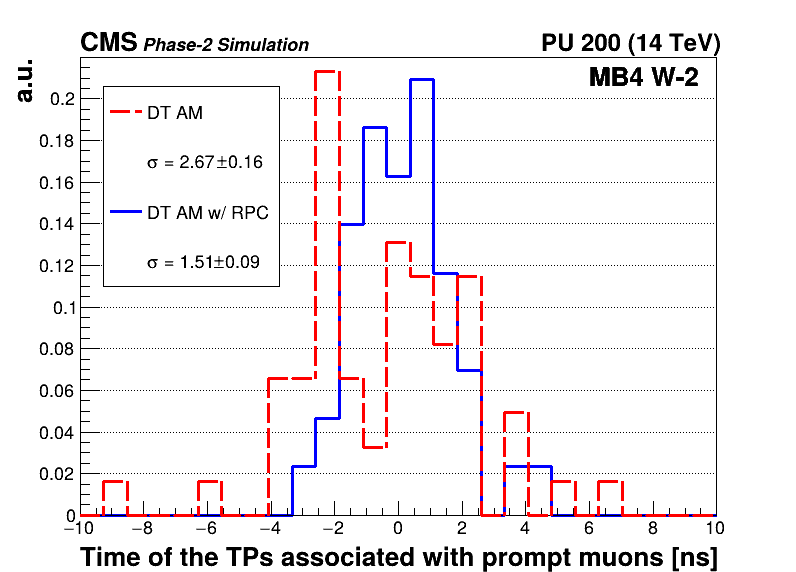 CMS Phase-2 Simulation PU 200 (14 TeV)
a.u.
MB4 W-2
DT AM
σ = 2.67±0.16
DT AM w/ RPC
σ = 1.51±0.09
0.2
0.18
0.16
0.14
0.12
0.1
0.08
0.06
0.04
0.02
0
−10 −8 −6 −4 −2 0 2 4 6 8 10
Time of the TPs associated with prompt muons [ns]